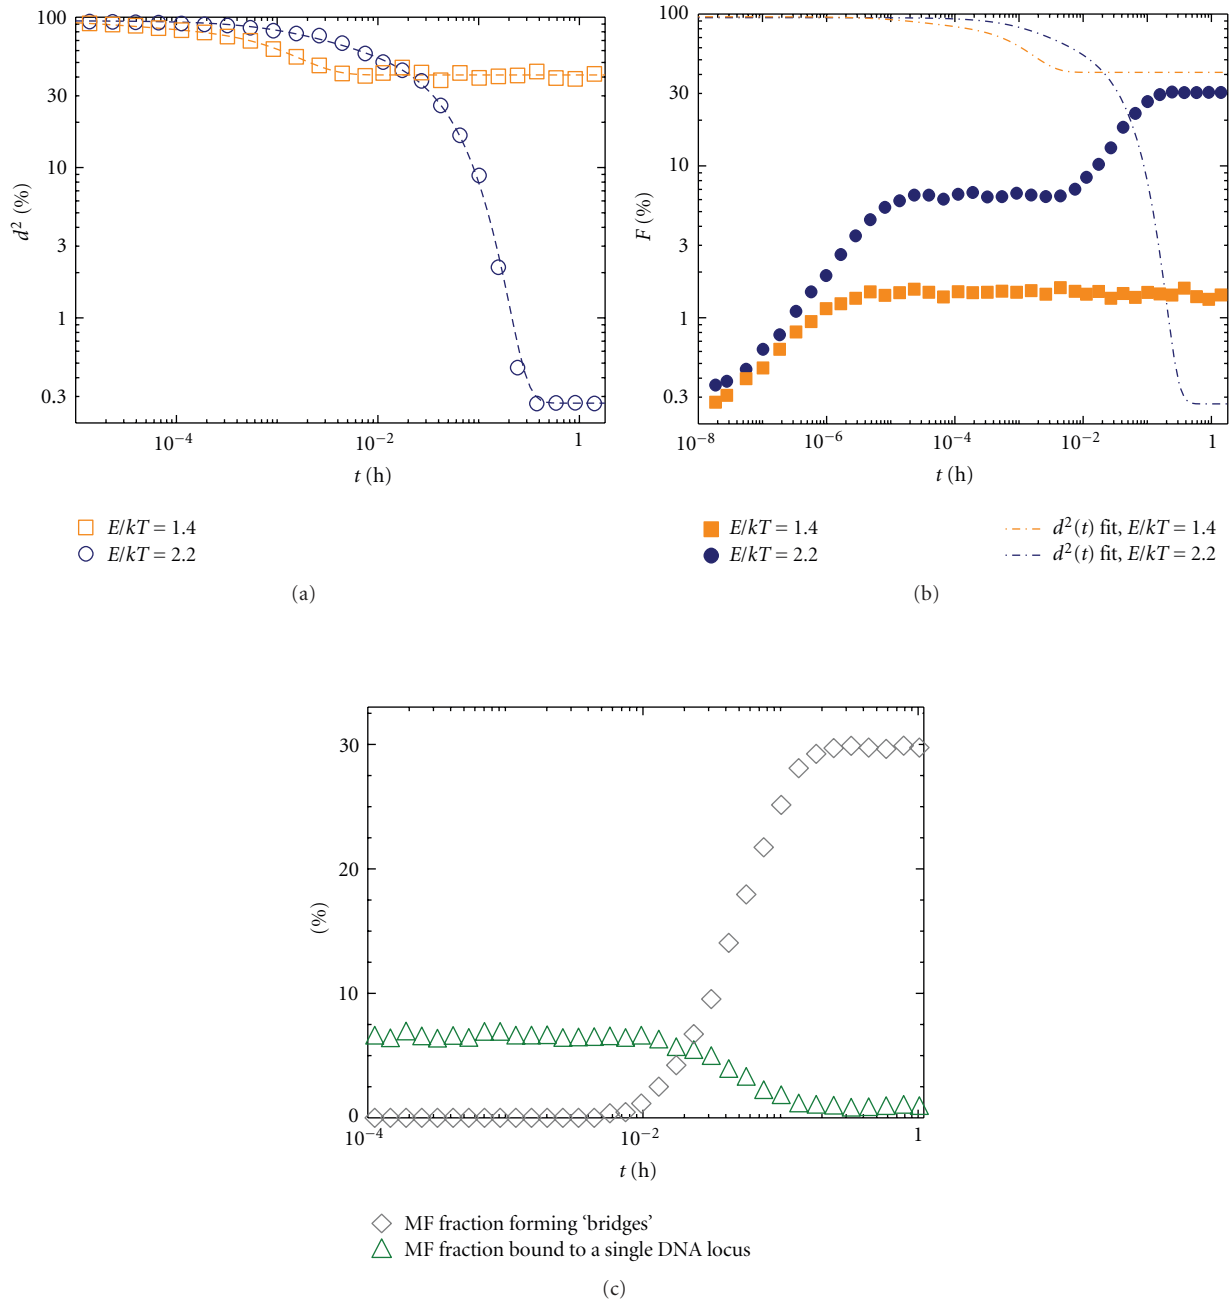 100
30
10
3
1
0.3
d² (%)
10⁻⁴
10⁻²
1
t (h)
E/kT = 1.4
E/kT = 2.2
(a)
100
30
10
3
1
0.3
F (%)
10⁻⁸
10⁻⁶
10⁻⁴
10⁻²
1
t (h)
E/kT = 1.4
E/kT = 2.2
d²(t) fit, E/kT = 1.4
d²(t) fit, E/kT = 2.2
(b)
30
20
10
0
(%)
10⁻⁴
10⁻²
1
t (h)
MF fraction forming ‘bridges’
MF fraction bound to a single DNA locus
(c)